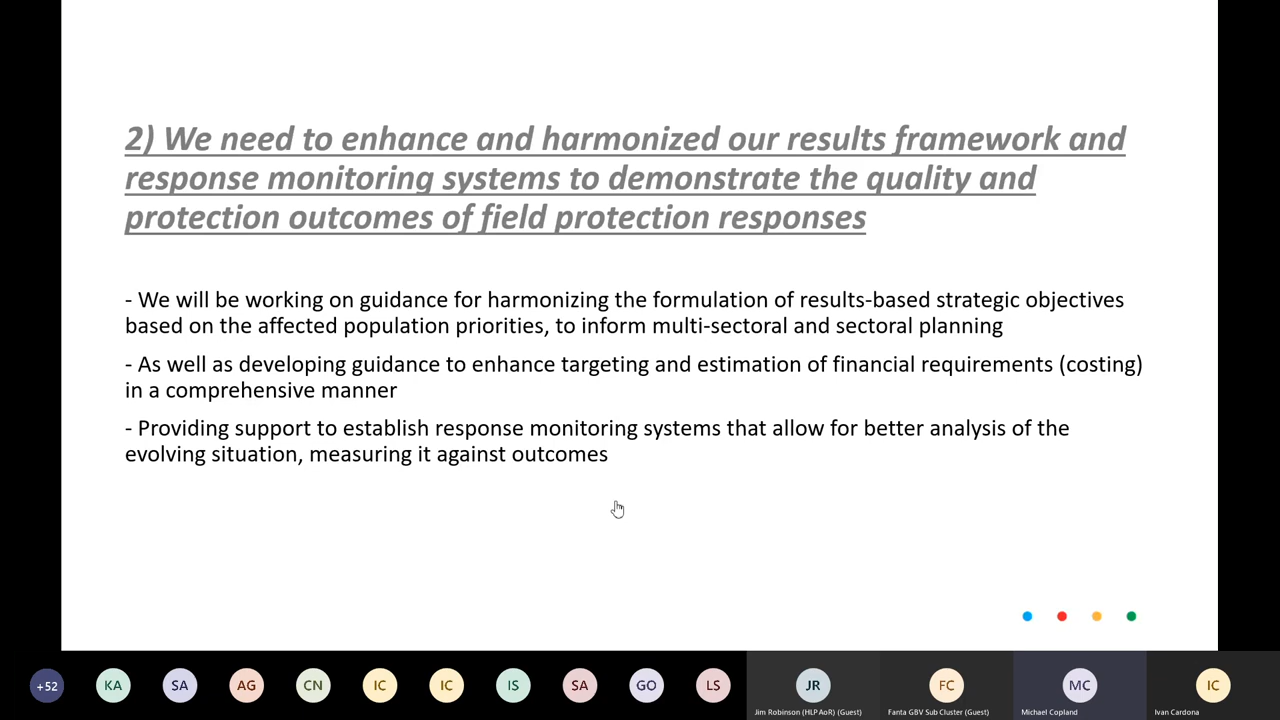 2) We need to enhance and harmonized our results framework and
response monitoring systems to demonstrate the quality and
protection outcomes of field protection responses
- We will be working on guidance for harmonizing the formulation of results-based strategic objectives
based on the affected population priorities, to inform multi-sectoral and sectoral planning
- As well as developing guidance to enhance targeting and estimation of financial requirements (costing)
in a comprehensive manner
- Providing support to establish response monitoring systems that allow for better analysis of the
evolving situation, measuring it against outcomes
+52 KA SA AG CN IC IC IS SA GO LS JR FC MC IC
Jim Robinson (HLP AoR) (Guest) Fanta GBV Sub Cluster (Guest) Michael Copland Ivan Cardona